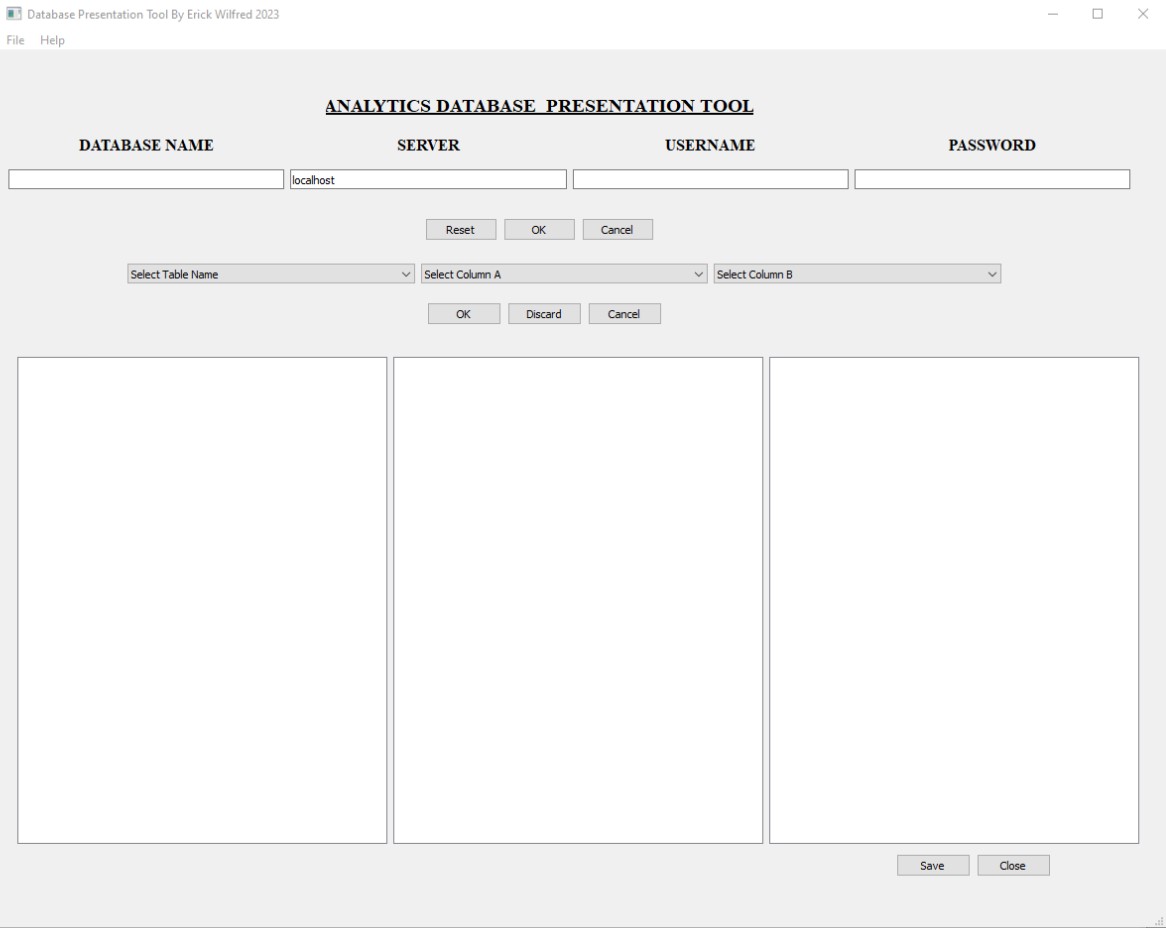 Database Presentation Tool By Erick Wilfred 2023
File Help
ANALYTICS DATABASE  PRESENTATION TOOL
DATABASE NAME SERVER USERNAME PASSWORD
localhost
Reset OK Cancel
Select Table Name Select Column A Select Column B
OK Discard Cancel
Save Close